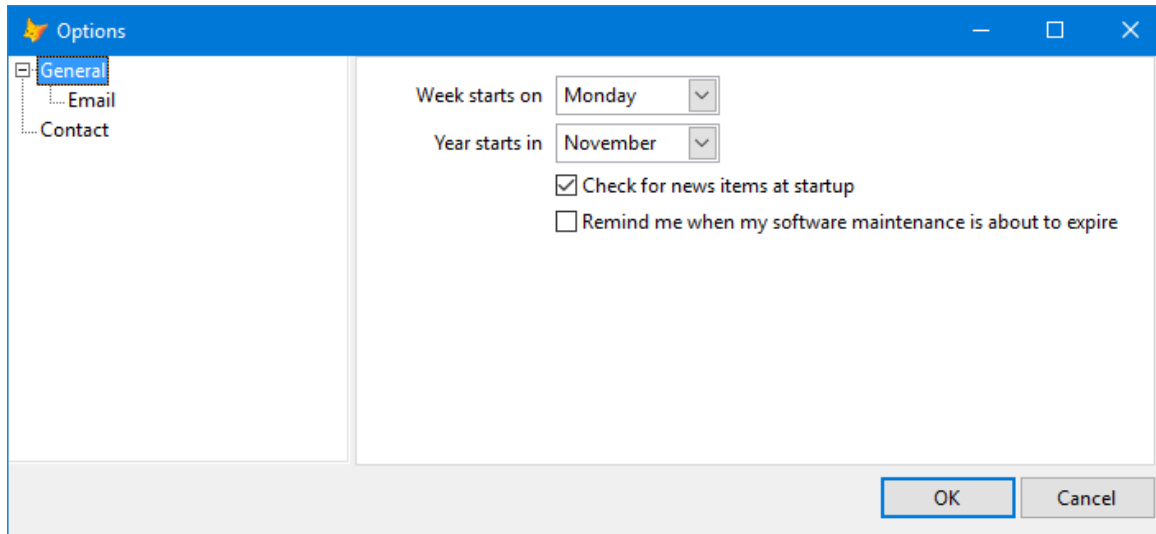 Options
General
Email
Contact
Week starts on Monday
Year starts in November
Check for news items at startup
Remind me when my software maintenance is about to expire
OK Cancel